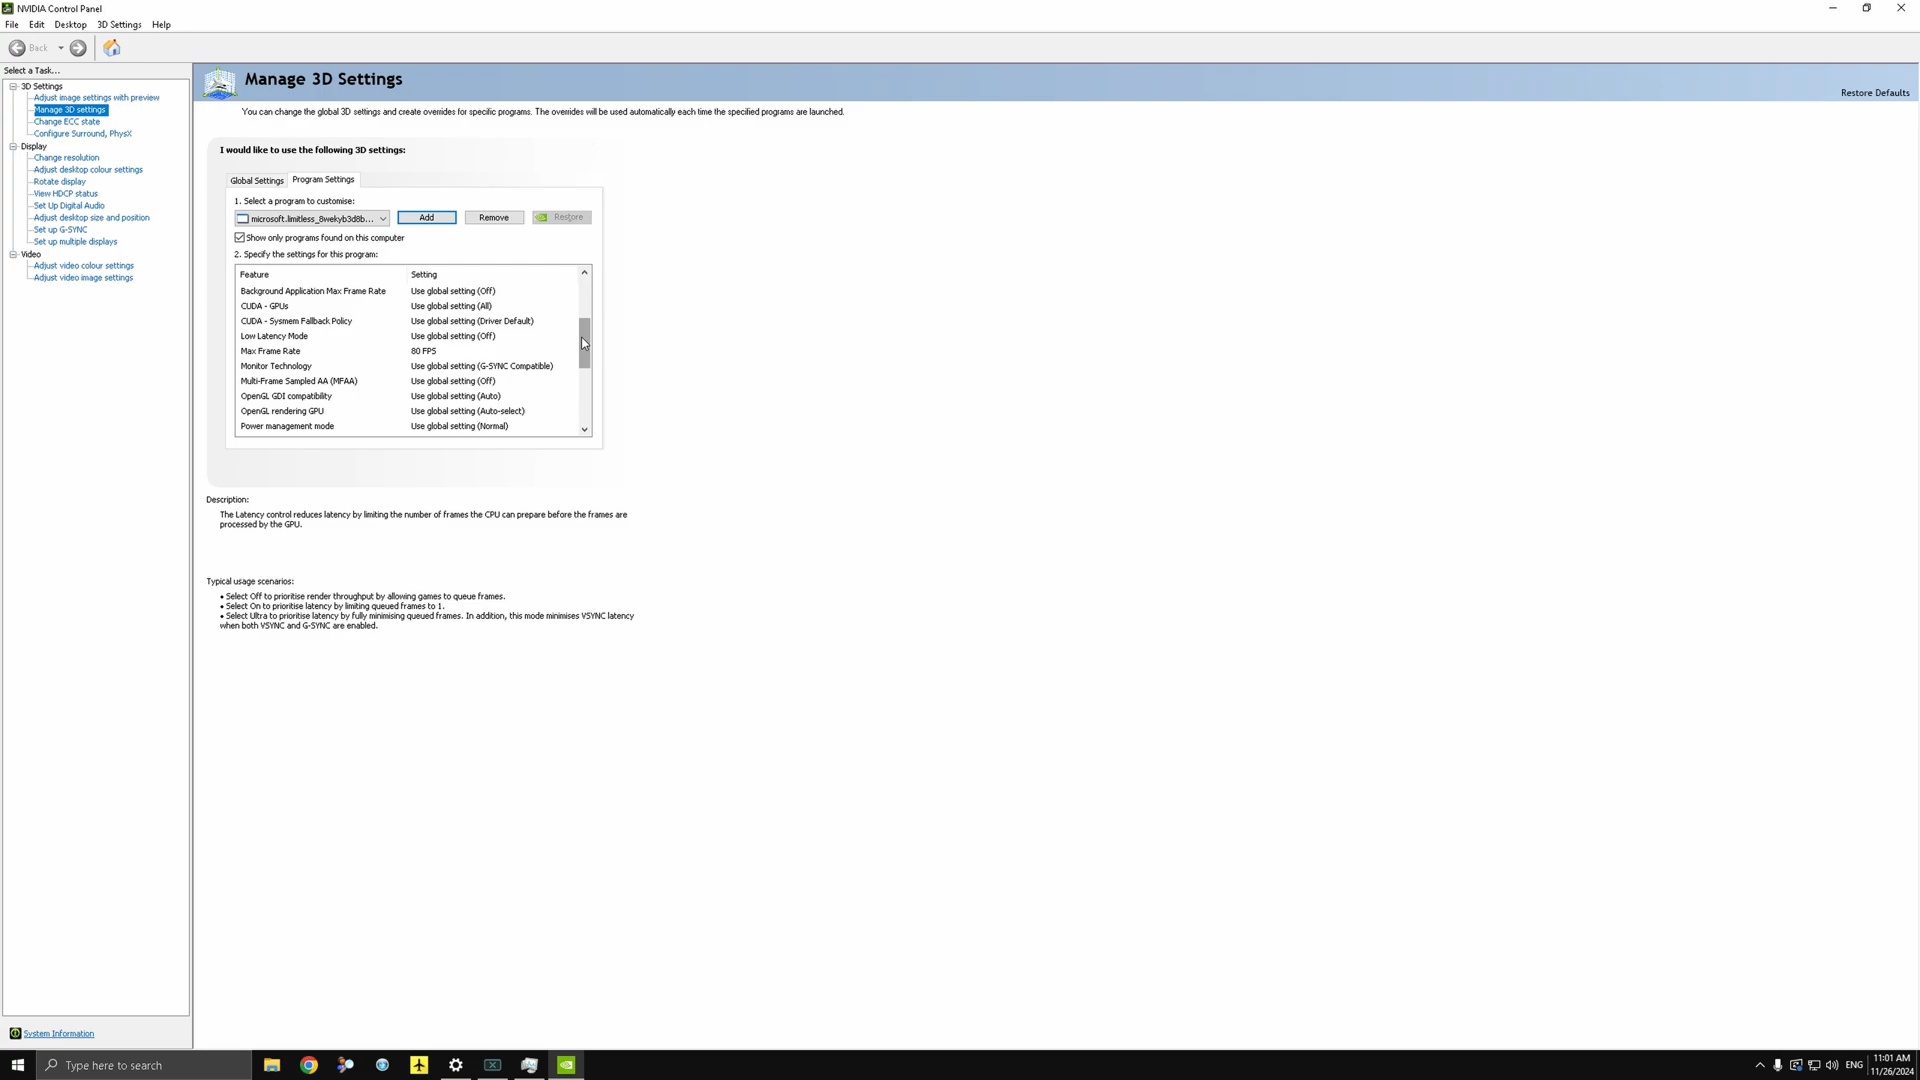 NVIDIA Control Panel
File Edit Desktop 3D Settings Help
Back
Select a Task...
3D Settings
Adjust image settings with preview
Manage 3D settings
Change ECC state
Configure Surround, PhysX
Display
Change resolution
Adjust desktop colour settings
Rotate display
View HDCP status
Set Up Digital Audio
Adjust desktop size and position
Set up G-SYNC
Set up multiple displays
Video
Adjust video colour settings
Adjust video image settings
System Information
Manage 3D Settings
Restore Defaults
You can change the global 3D settings and create overrides for specific programs. The overrides will be used automatically each time the specified programs are launched.
I would like to use the following 3D settings:
Global Settings Program Settings
1. Select a program to customise:
microsoft.limitless_8wekyb3d8b... Add Remove Restore
Show only programs found on this computer
2. Specify the settings for this program:
Feature Setting
Background Application Max Frame Rate Use global setting (Off)
CUDA - GPUs Use global setting (All)
CUDA - Sysmem Fallback Policy Use global setting (Driver Default)
Low Latency Mode Use global setting (Off)
Max Frame Rate 80 FPS
Monitor Technology Use global setting (G-SYNC Compatible)
Multi-Frame Sampled AA (MFAA) Use global setting (Off)
OpenGL GDI compatibility Use global setting (Auto)
OpenGL rendering GPU Use global setting (Auto-select)
Power management mode Use global setting (Normal)
Description:
The Latency control reduces latency by limiting the number of frames the CPU can prepare before the frames are
processed by the GPU.
Typical usage scenarios:
• Select Off to prioritise render throughput by allowing games to queue frames.
• Select On to prioritise latency by limiting queued frames to 1.
• Select Ultra to prioritise latency by fully minimising queued frames. In addition, this mode minimises VSYNC latency
when both VSYNC and G-SYNC are enabled.
Type here to search
ENG
11:01 AM
11/26/2024